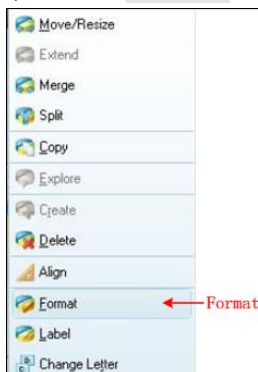 Move/Resize
Extend
Merge
Split
Copy
Explore
Create
Delete
Align
Format
Format
Label
Change Letter